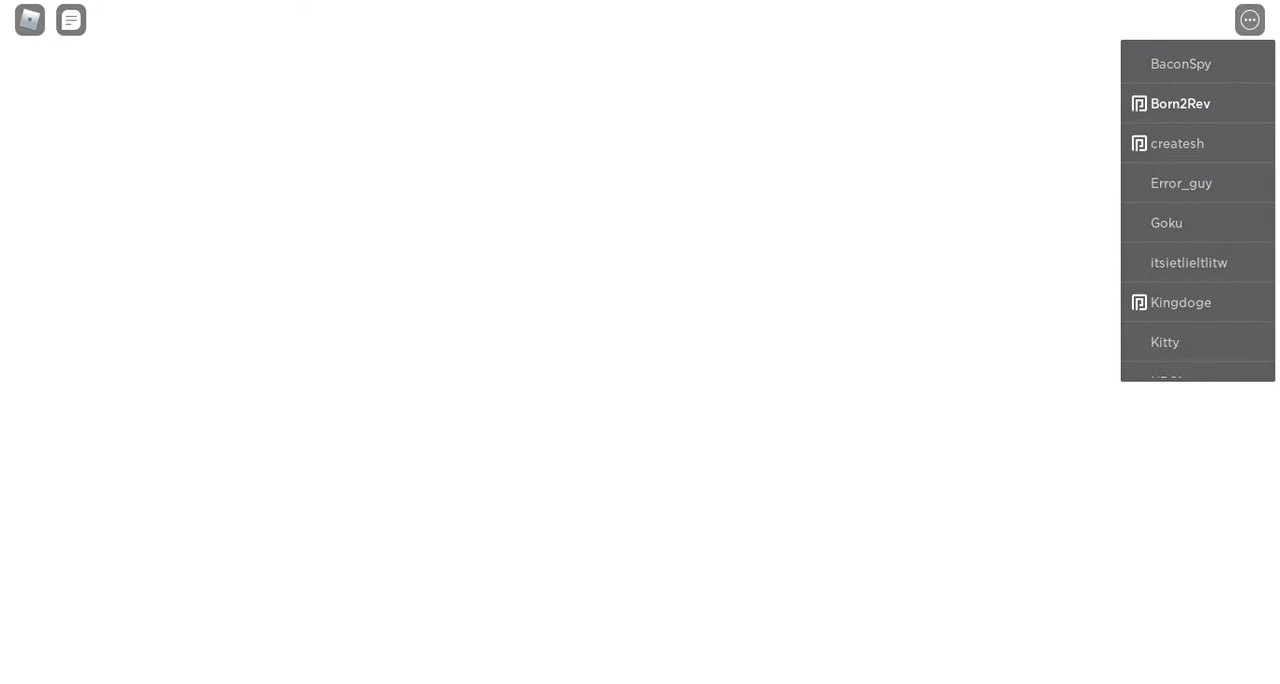 BaconSpy
Born2Rev
createsh
Error_guy
Goku
itsietlieltlitw
Kingdoge
Kitty